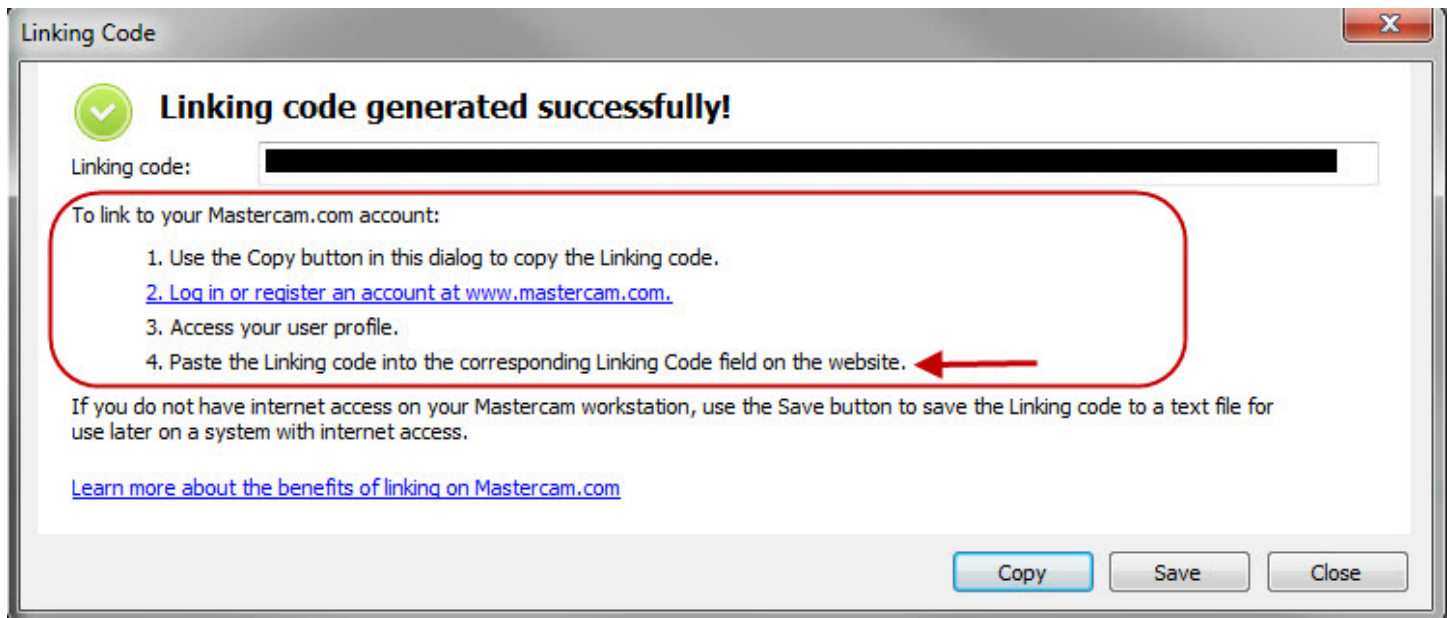 Linking Code
Linking code generated successfully!
Linking code:
To link to your Mastercam.com account:
1. Use the Copy button in this dialog to copy the Linking code.
2. Log in or register an account at www.mastercam.com.
3. Access your user profile.
4. Paste the Linking code into the corresponding Linking Code field on the website.
If you do not have internet access on your Mastercam workstation, use the Save button to save the Linking code to a text file for
use later on a system with internet access.
Learn more about the benefits of linking on Mastercam.com
Copy Save Close